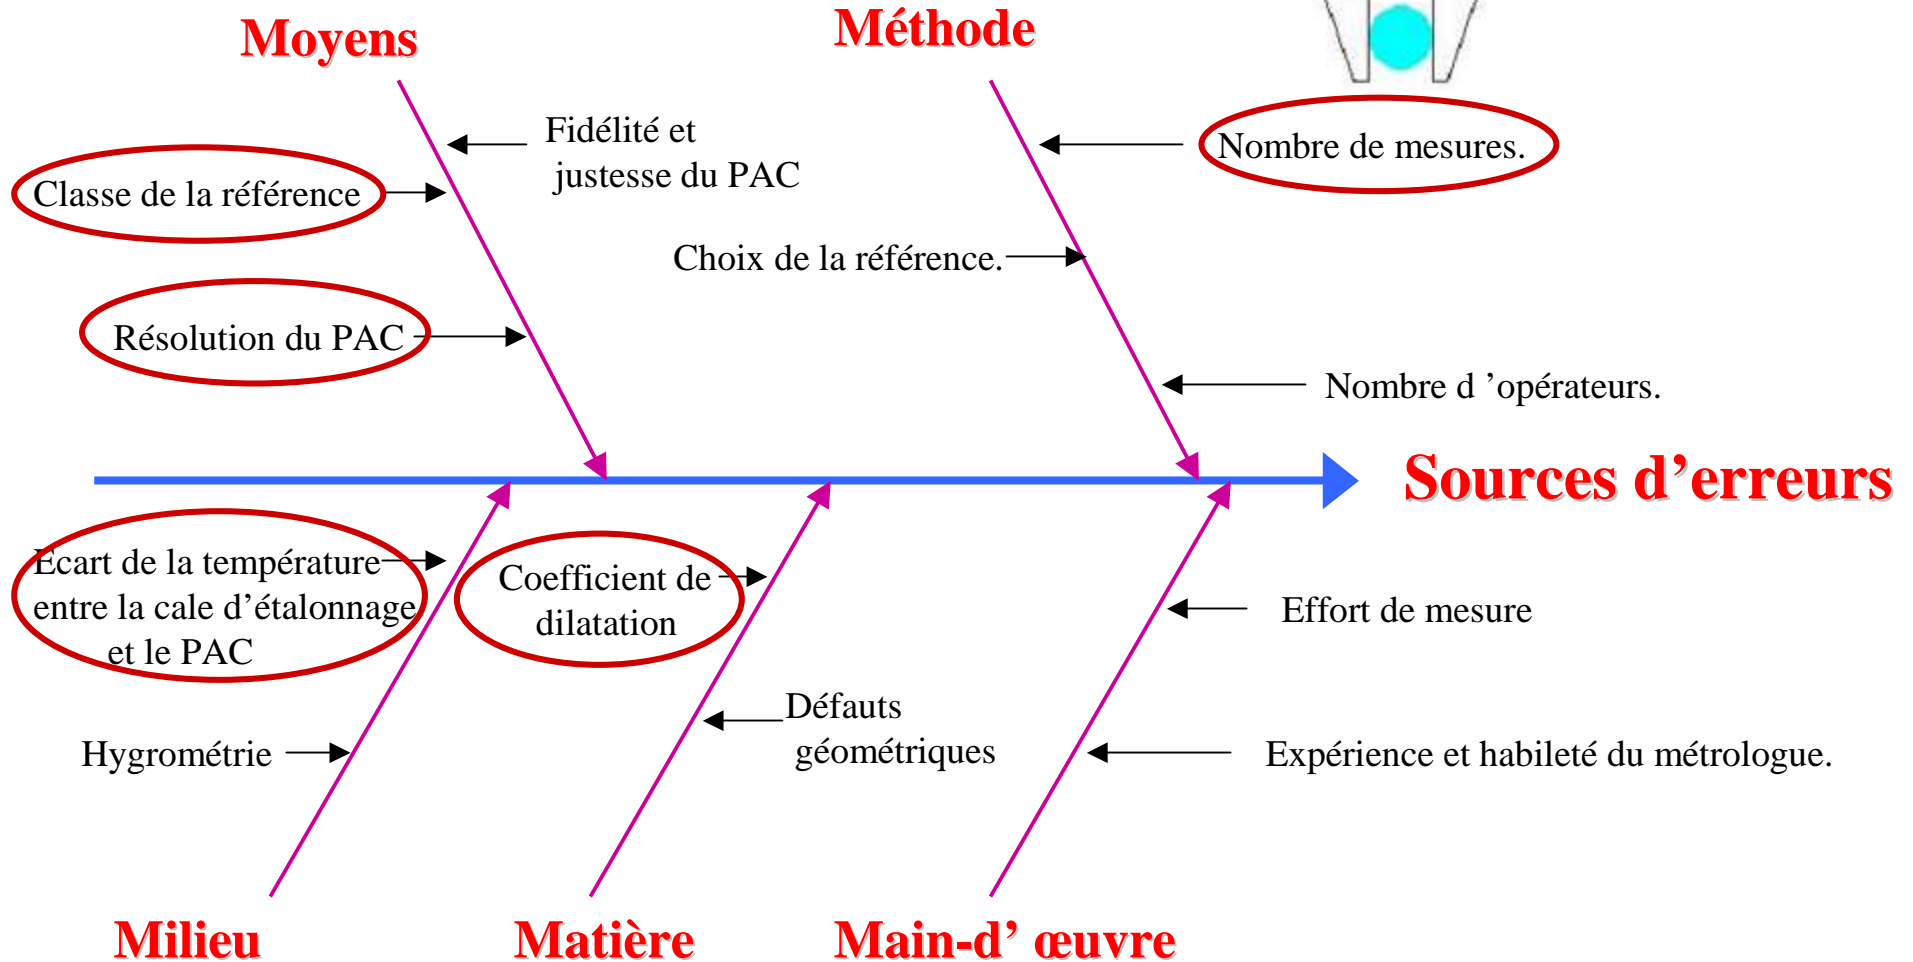 Moyens
Méthode
Fidélité et
justesse du PAC
Classe de la référence
Nombre de mesures.
Choix de la référence.
Résolution du PAC
Nombre d ’opérateurs.
Sources d’erreurs
Ecart de la température
entre la cale d’étalonnage
et le PAC
Coefficient de
dilatation
Effort de mesure
Hygrométrie
Défauts
géométriques
Expérience et habileté du métrologue.
Milieu
Matière
Main-d’ œuvre